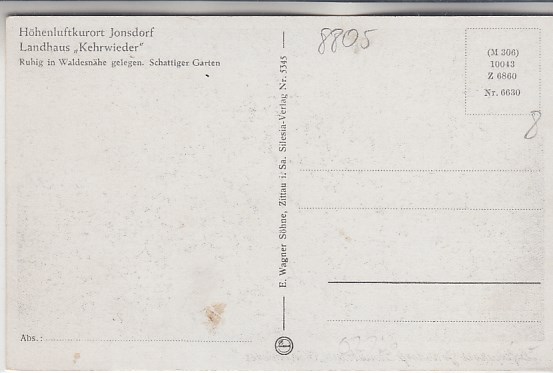 Höhenluftkurort Jonsdorf
Landhaus „Kehrwieder"
Ruhig in Waldesnähe gelegen. Schattiger Garten
8805
(M 306)
10043
Z 6860
Nr. 6630
8
E. Wagner Söhne, Zittau i. Sa. Silesia-Verlag Nr. 5345
Abs.: